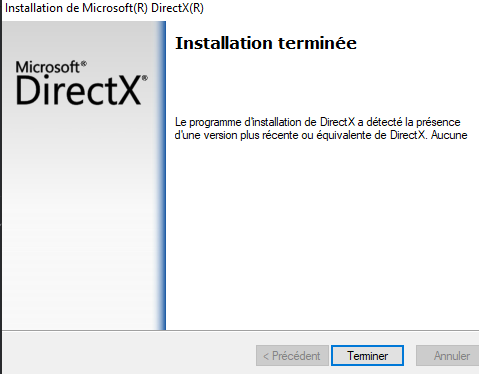 Installation de Microsoft(R) DirectX(R)
Installation terminée
Microsoft®
DirectX®
Le programme d'installation de DirectX a détecté la présence
d'une version plus récente ou équivalente de DirectX. Aucune
< Précédent
Terminer
Annuler